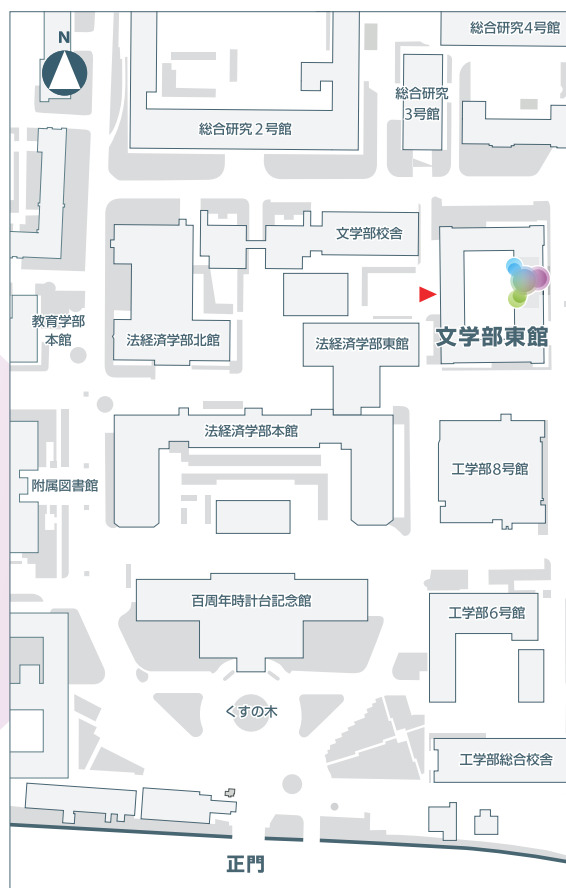 総合研究4号館
N
総合研究
3号館
総合研究2号館
文学部校舎
教育学部
本館
法経済学部北館
法経済学部東館
文学部東館
法経済学部本館
工学部8号館
附属図書館
百周年時計台記念館
工学部6号館
くすの木
工学部総合校舎
正門